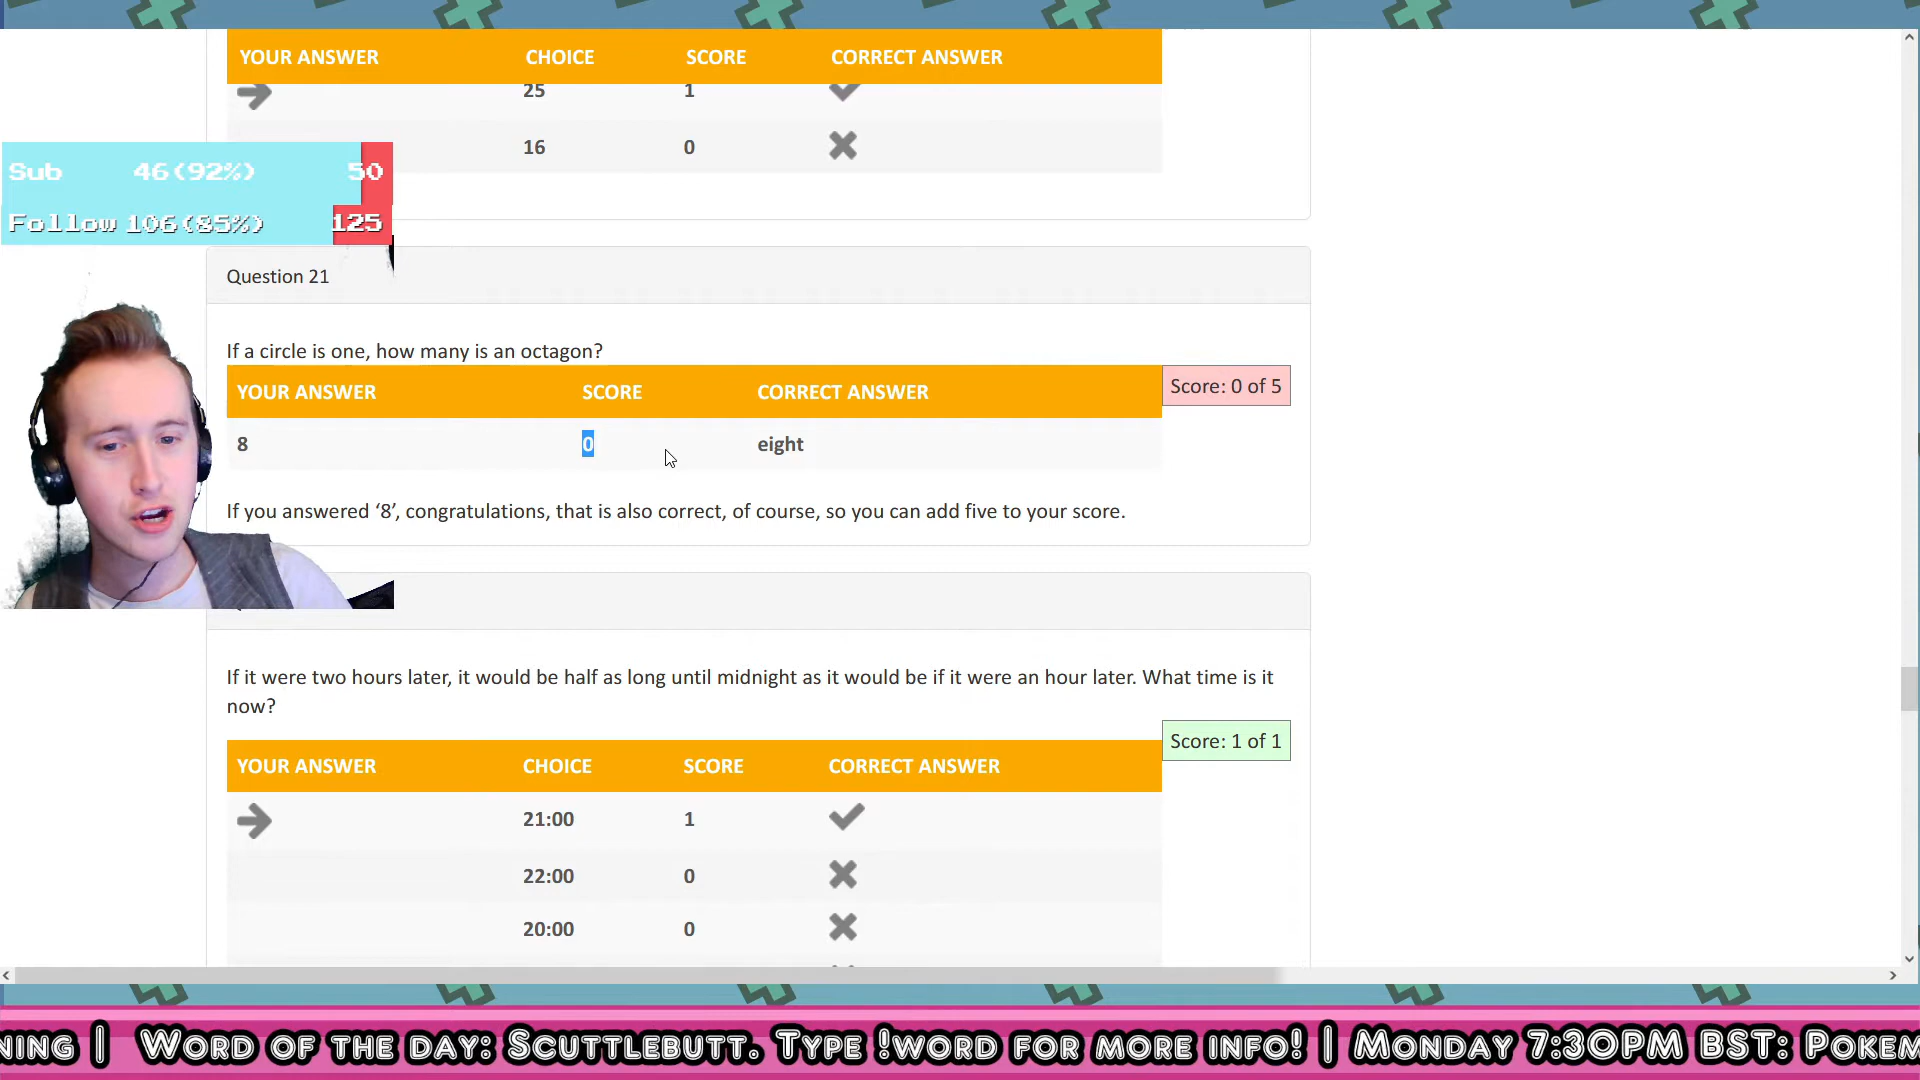 YOUR ANSWER CHOICE SCORE CORRECT ANSWER
25 1
16 0
Sub 46(92%) 50
Follow 106(85%) 125
Question 21
If a circle is one, how many is an octagon?
YOUR ANSWER SCORE CORRECT ANSWER
Score: 0 of 5
8 0 eight
If you answered ‘8’, congratulations, that is also correct, of course, so you can add five to your score.
If it were two hours later, it would be half as long until midnight as it would be if it were an hour later. What time is it
now?
Score: 1 of 1
YOUR ANSWER CHOICE SCORE CORRECT ANSWER
21:00 1
22:00 0
20:00 0
NING | WORD OF THE DAY: SCUTTLEBUTT. TYPE !WORD FOR MORE INFO! | MONDAY 7:30PM BST: POKEM